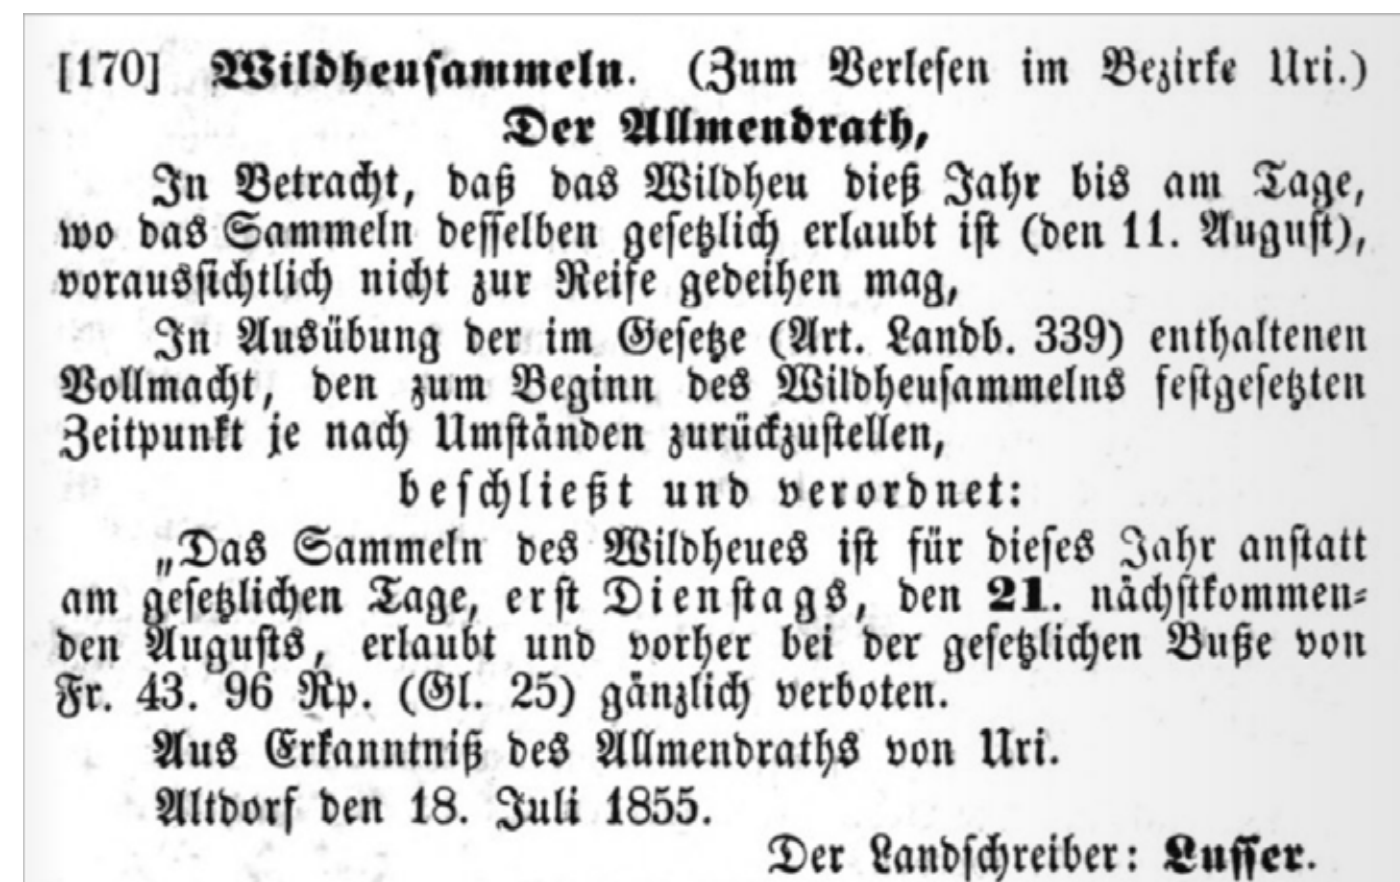 [170] Wildheusammeln. (Zum Verlesen im Bezirke Uri.)
Der Allmendrath,
In Betracht, daß das Wildheu dieß Jahr bis am Tage,
wo das Sammeln desselben gesetzlich erlaubt ist (den 11. August),
voraussichtlich nicht zur Reife gedeihen mag,
In Ausübung der im Gesetze (Art. Landb. 339) enthaltenen
Vollmacht, den zum Beginn des Wildheusammelns festgesetzten
Zeitpunkt je nach Umständen zurückzustellen,
beschließt und verordnet:
„Das Sammeln des Wildheues ist für dieses Jahr anstatt
am gesetzlichen Tage, erst Dienstags, den 21. nächstkommen-
den Augusts, erlaubt und vorher bei der gesetzlichen Buße von
Fr. 43. 96 Rp. (Gl. 25) gänzlich verboten.
Aus Erkanntniß des Allmendraths von Uri.
Altdorf den 18. Juli 1855.
Der Landschreiber: Lusser.